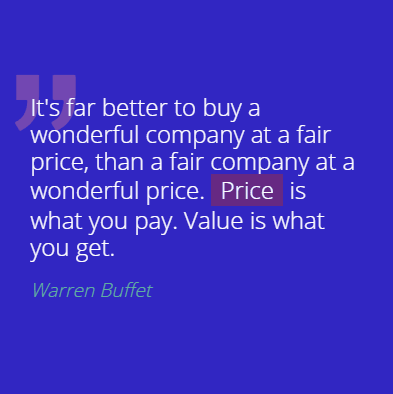 It's far better to buy a
wonderful company at a fair
price, than a fair company at a
wonderful price. Price is
what you pay. Value is what
you get.
Warren Buffet